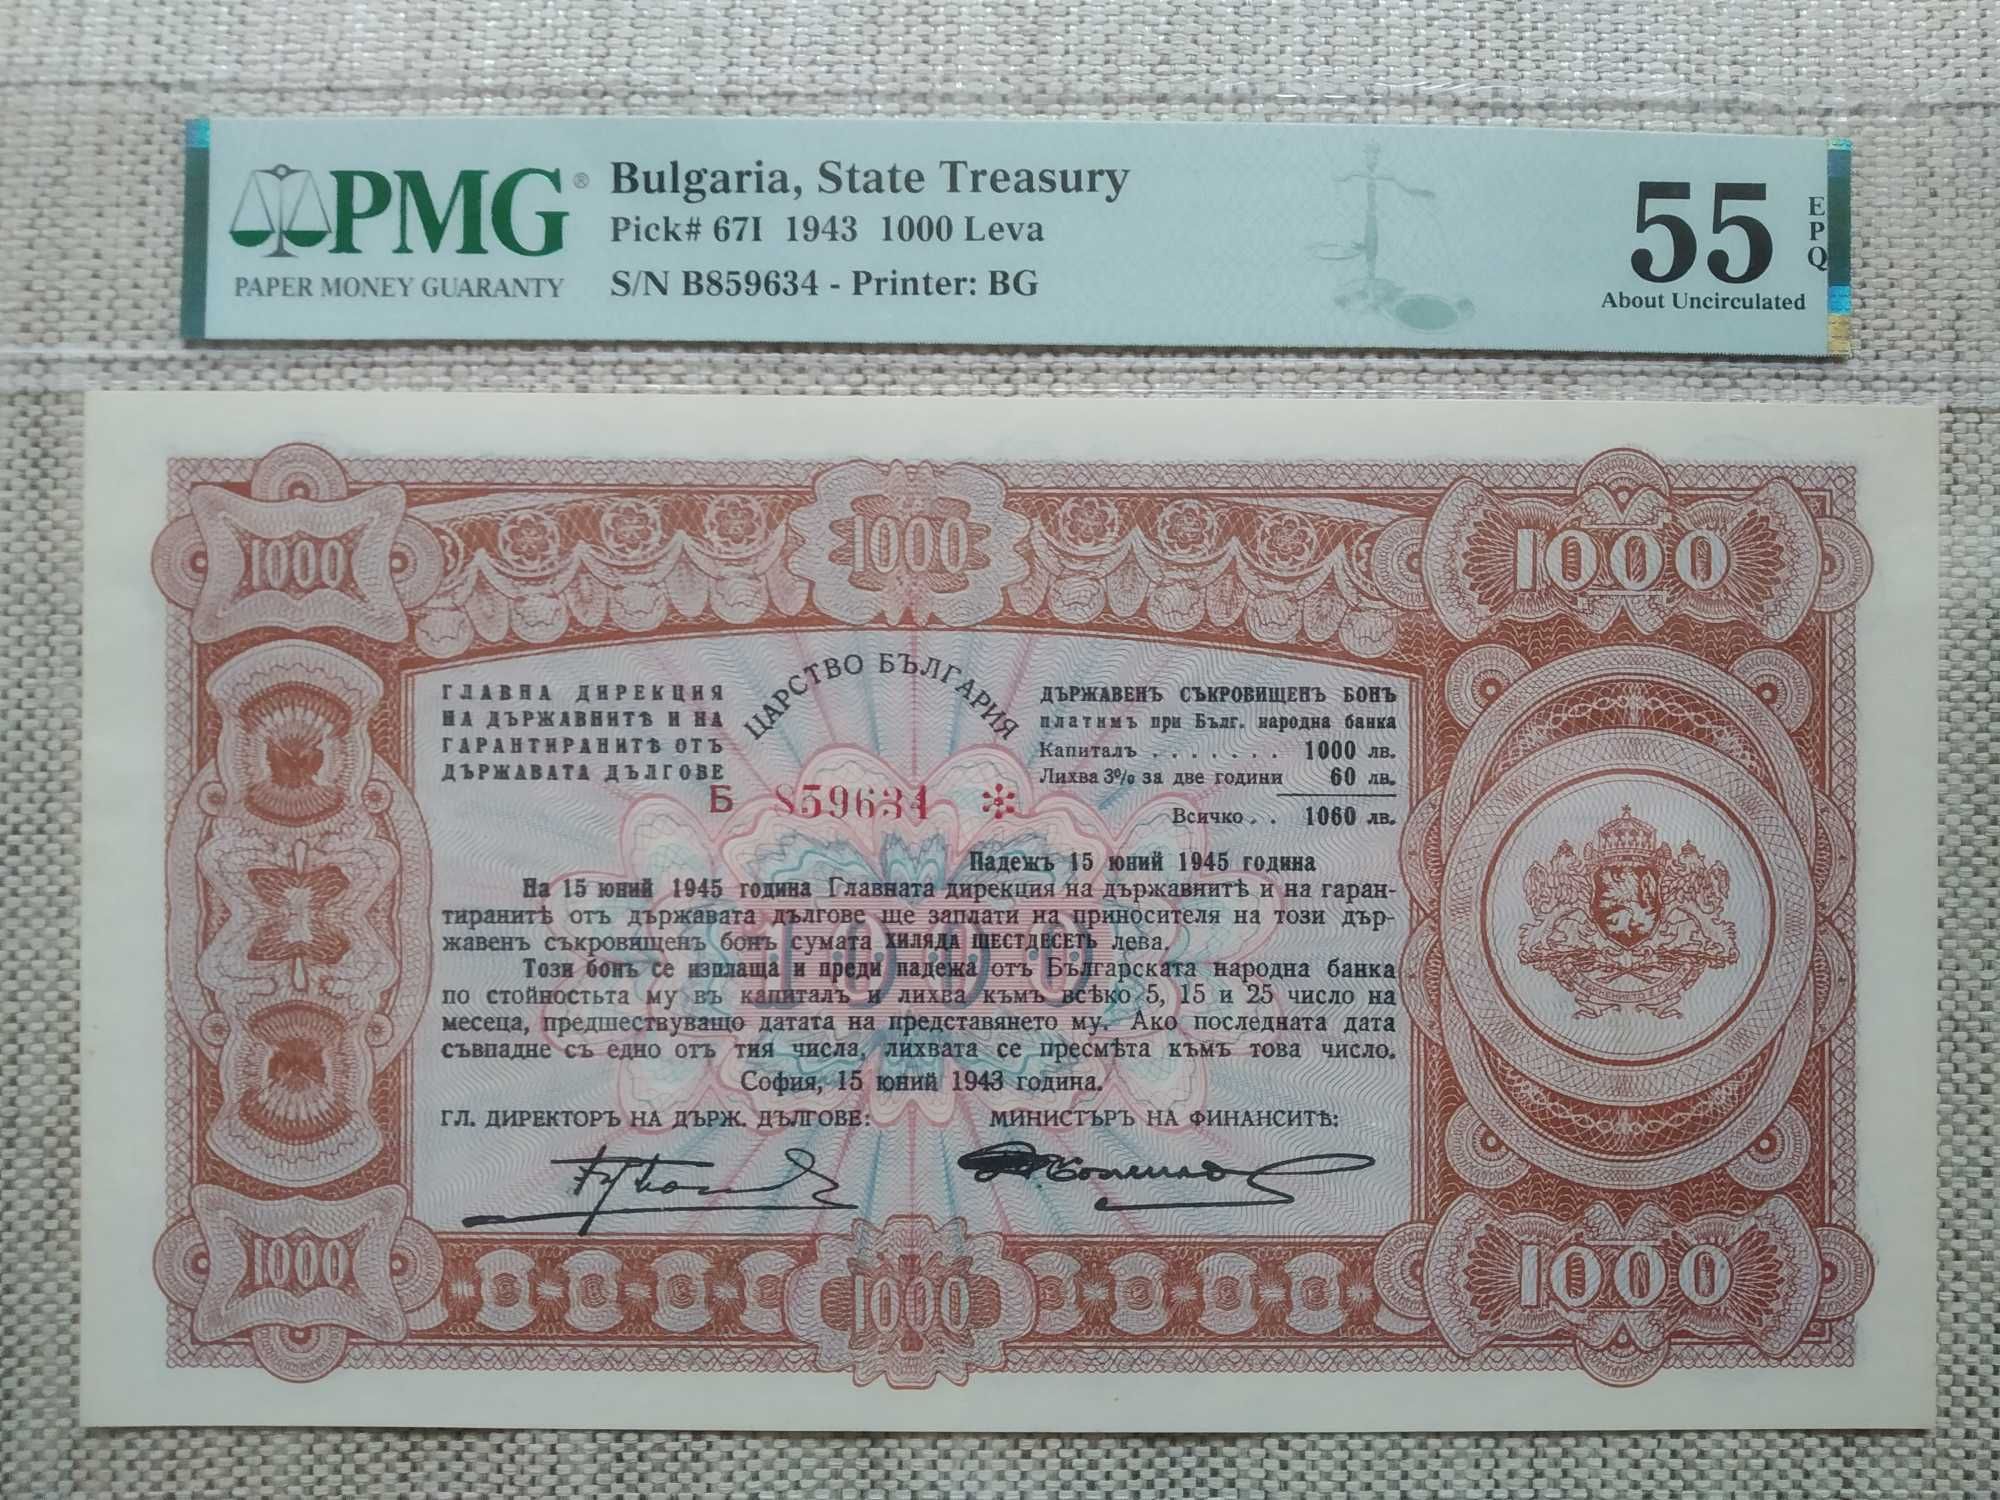 PMG®
PAPER MONEY GUARANTY
Bulgaria, State Treasury
Pick# 67I 1943 1000 Leva
S/N B859634 - Printer: BG
55
EPQ
About Uncirculated
1000
1000
1000
ЦАРСТВО БЪЛГАРИЯ
ГЛАВНА ДИРЕКЦИЯ
НА ДЪРЖАВНИТѢ И НА
ГАРАНТИРАНИТѢ ОТЪ
ДЪРЖАВАТА ДЪЛГОВЕ
Б 859634 *
ДЪРЖАВЕНЪ СЪКРОВИЩЕНЪ БОНЪ
платимъ при Бълг. народна банка
Капиталъ . . . . . . . 1000 лв.
Лихва 3% за две години 60 лв.
Всичко . . 1060 лв.
Падежъ 15 юний 1945 година
На 15 юний 1945 година Главната дирекция на държавнитѣ и на гаран-
тиранитѣ отъ държавата дългове ще заплати на приносителя на този дър-
жавенъ съкровищенъ бонъ сумата ХИЛЯДА ШЕСТДЕСЕТЬ лева.
Този бонъ се изплаща и преди падежа отъ Българската народна банка
по стойностьта му въ капиталъ и лихва къмъ всѣко 5, 15 и 25 число на
месеца, предшествуващо датата на представянето му. Ако последната дата
съвпадне съ едно отъ тия числа, лихвата се пресмѣта къмъ това число.
1000
София, 15 юний 1943 година.
ГЛ. ДИРЕКТОРЪ НА ДЪРЖ. ДЪЛГОВЕ:
МИНИСТЪРЪ НА ФИНАНСИТѢ:
1000
1000
1000